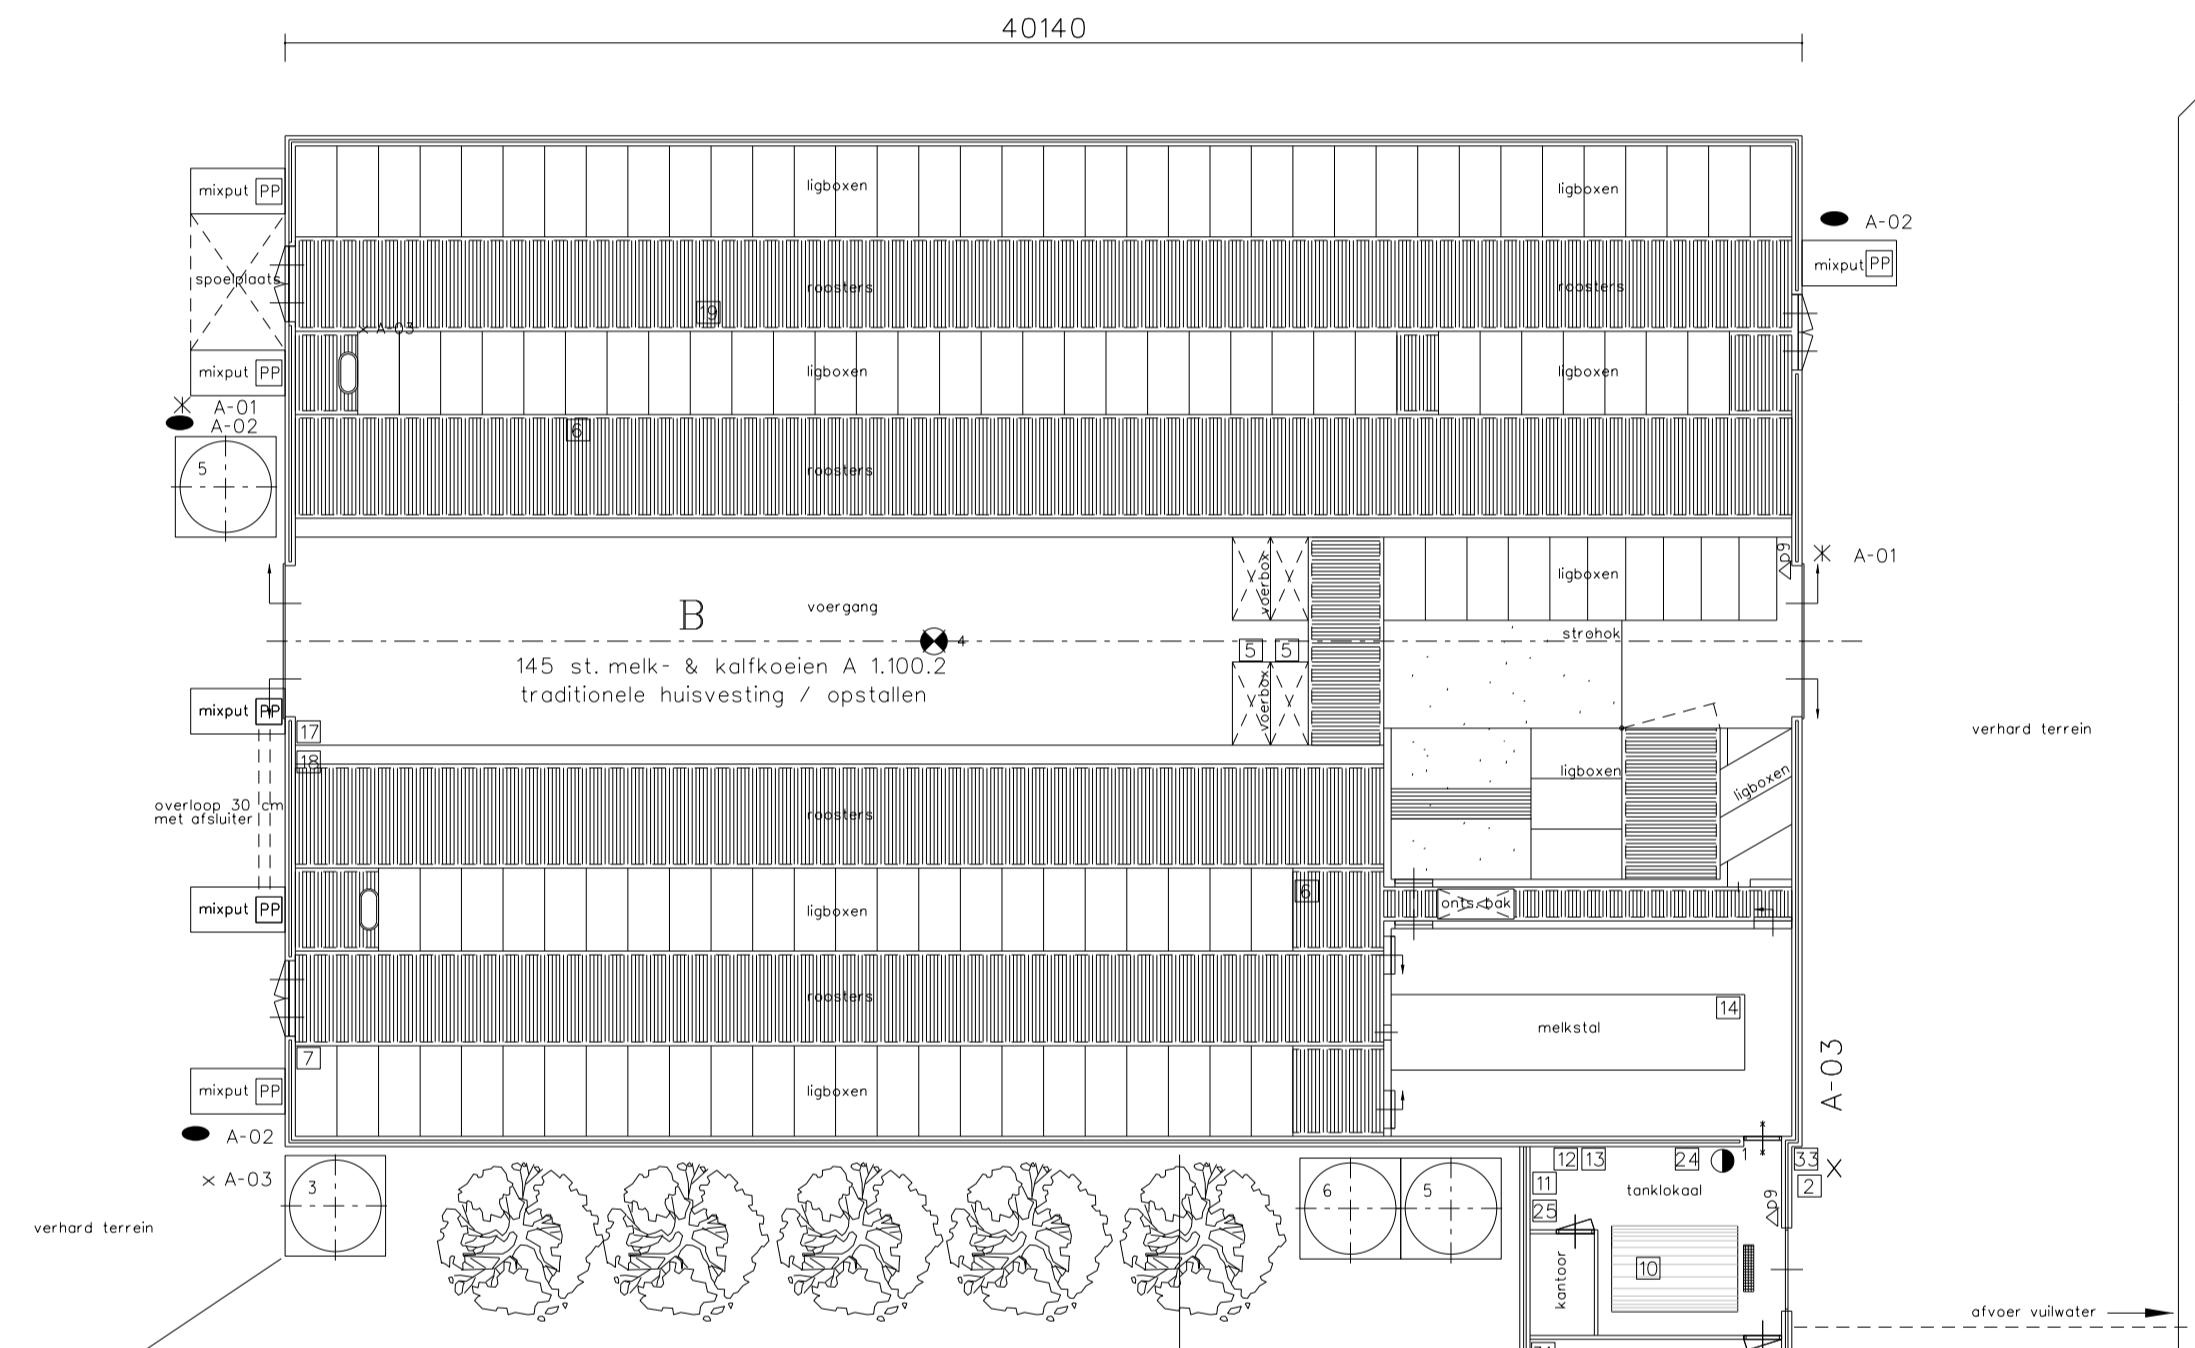 40140
mixput PP
ligboxen
ligboxen
A-02
spoelplaats
roosters
roosters
mixput PP
19
x A-03
mixput PP
ligboxen
ligboxen
A-01
A-02
6
5
roosters
voerbox
ligboxen
p9
A-01
B
voergang
4
strohok
5 5
145 st. melk- & kalfkoeien A 1.100.2
traditionele huisvesting / opstallen
voerbox
mixput PP
17
18
verhard terrein
ligboxen
ligboxen
overloop 30 cm
met afsluiter
roosters
6
onts. bak
mixput PP
ligboxen
roosters
14
melkstal
7
A-03
mixput PP
ligboxen
A-02
x A-03
3
6
5
12 13
24
1
33
2
11
tanklokaal
25
p9
verhard terrein
kantoor
10
afvoer vuilwater